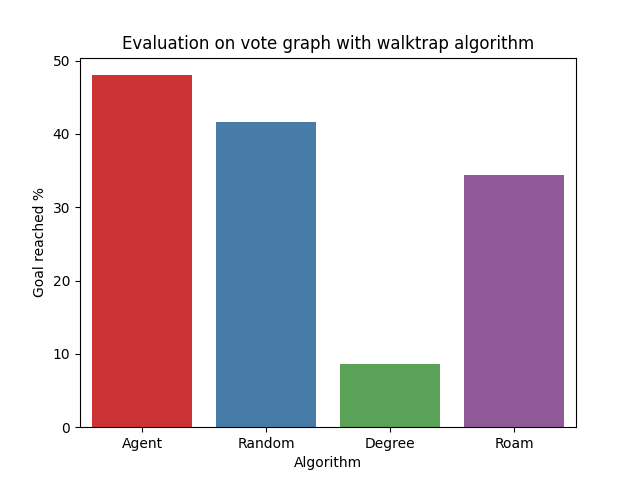 Evaluation on vote graph with walktrap algorithm
50
40
30
20
10
0
Goal reached %
Agent Random Degree Roam
Algorithm